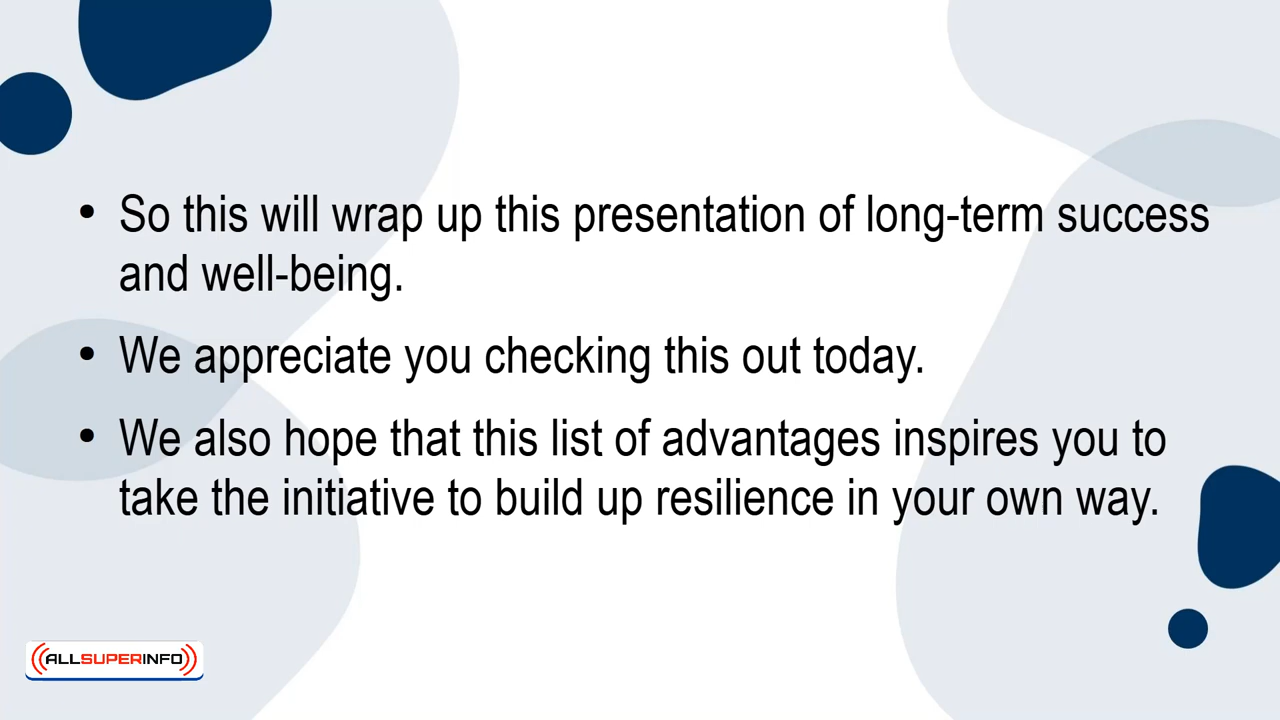 • So this will wrap up this presentation of long-term success
and well-being.
• We appreciate you checking this out today.
• We also hope that this list of advantages inspires you to
take the initiative to build up resilience in your own way.
ALLSUPERINFO